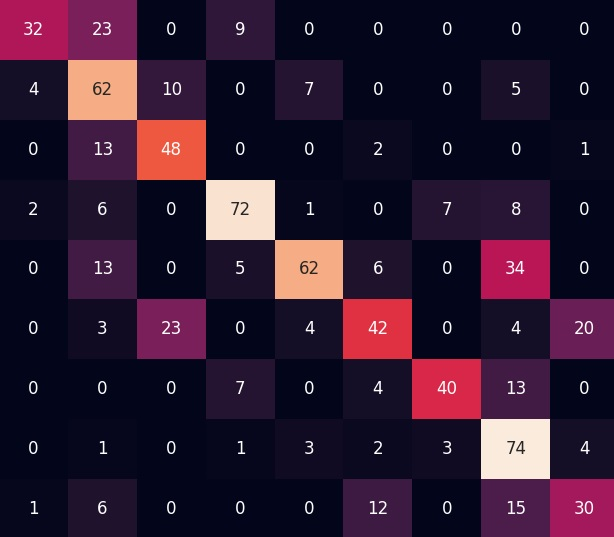 32 23 0 9 0 0 0 0 0
4 62 10 0 7 0 0 5 0
0 13 48 0 0 2 0 0 1
2 6 0 72 1 0 7 8 0
0 13 0 5 62 6 0 34 0
0 3 23 0 4 42 0 4 20
0 0 0 7 0 4 40 13 0
0 1 0 1 3 2 3 74 4
1 6 0 0 0 12 0 15 30